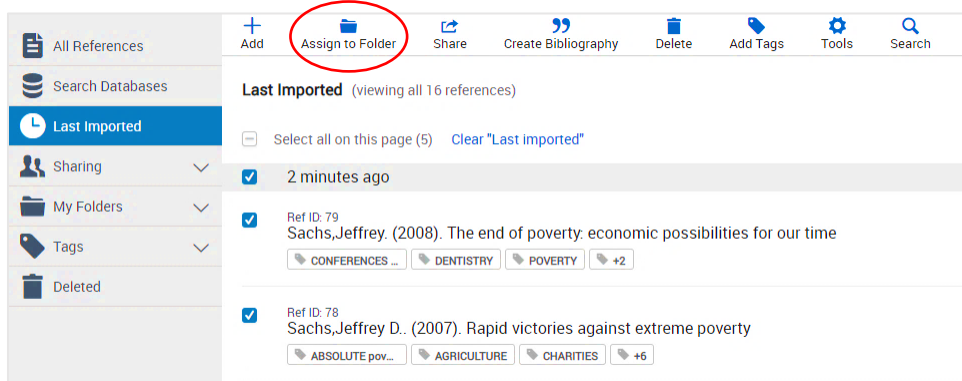 All References
Search Databases
Last Imported
Sharing
My Folders
Tags
Deleted
Add Assign to Folder Share Create Bibliography Delete Add Tags Tools Search
Last Imported (viewing all 16 references)
Select all on this page (5) Clear "Last imported"
2 minutes ago
Ref ID: 79
Sachs,Jeffrey. (2008). The end of poverty: economic possibilities for our time
CONFERENCES ... DENTISTRY POVERTY +2
Ref ID: 78
Sachs,Jeffrey D.. (2007). Rapid victories against extreme poverty
ABSOLUTE pov... AGRICULTURE CHARITIES +6